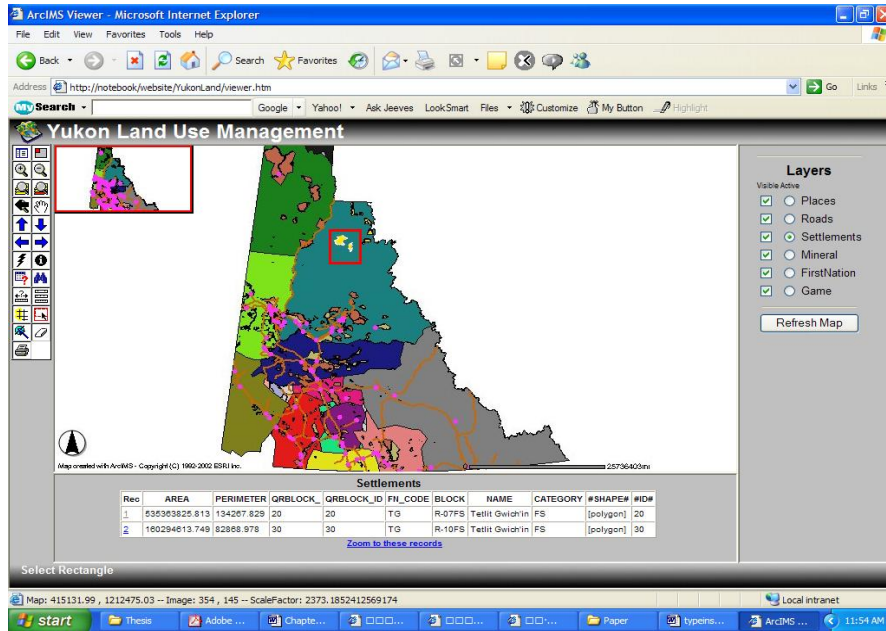 ArcIMS Viewer - Microsoft Internet Explorer
File Edit View Favorites Tools Help
Back Search Favorites
Address http://notebook/website/YukonLand/viewer.htm Go Links
My Search Google Yahoo! Ask Jeeves LookSmart Files Customize My Button Highlight
Yukon Land Use Management
Layers
Visible Active
Places
Roads
Settlements
Mineral
FirstNation
Game
Refresh Map
Map created with ArcIMS - Copyright (C) 1992-2002 ESRI Inc.
0 25736403mi
Settlements
Rec AREA PERIMETER QRBLOCK_ QRBLOCK_ID FN_CODE BLOCK NAME CATEGORY #SHAPE# #ID#
1 535363825.813 134267.829 20 20 TG R-07FS Tetlit Gwich'in FS [polygon] 20
2 160294613.749 82868.978 30 30 TG R-10FS Tetlit Gwich'in FS [polygon] 30
Zoom to these records
Select Rectangle
Map: 415131.99 , 1212475.03 -- Image: 354 , 145 -- ScaleFactor: 2373.1852412569174 Local intranet
start Thesis Adobe ... Chapte... Paper typeins... ArcIMS ... 11:54 AM